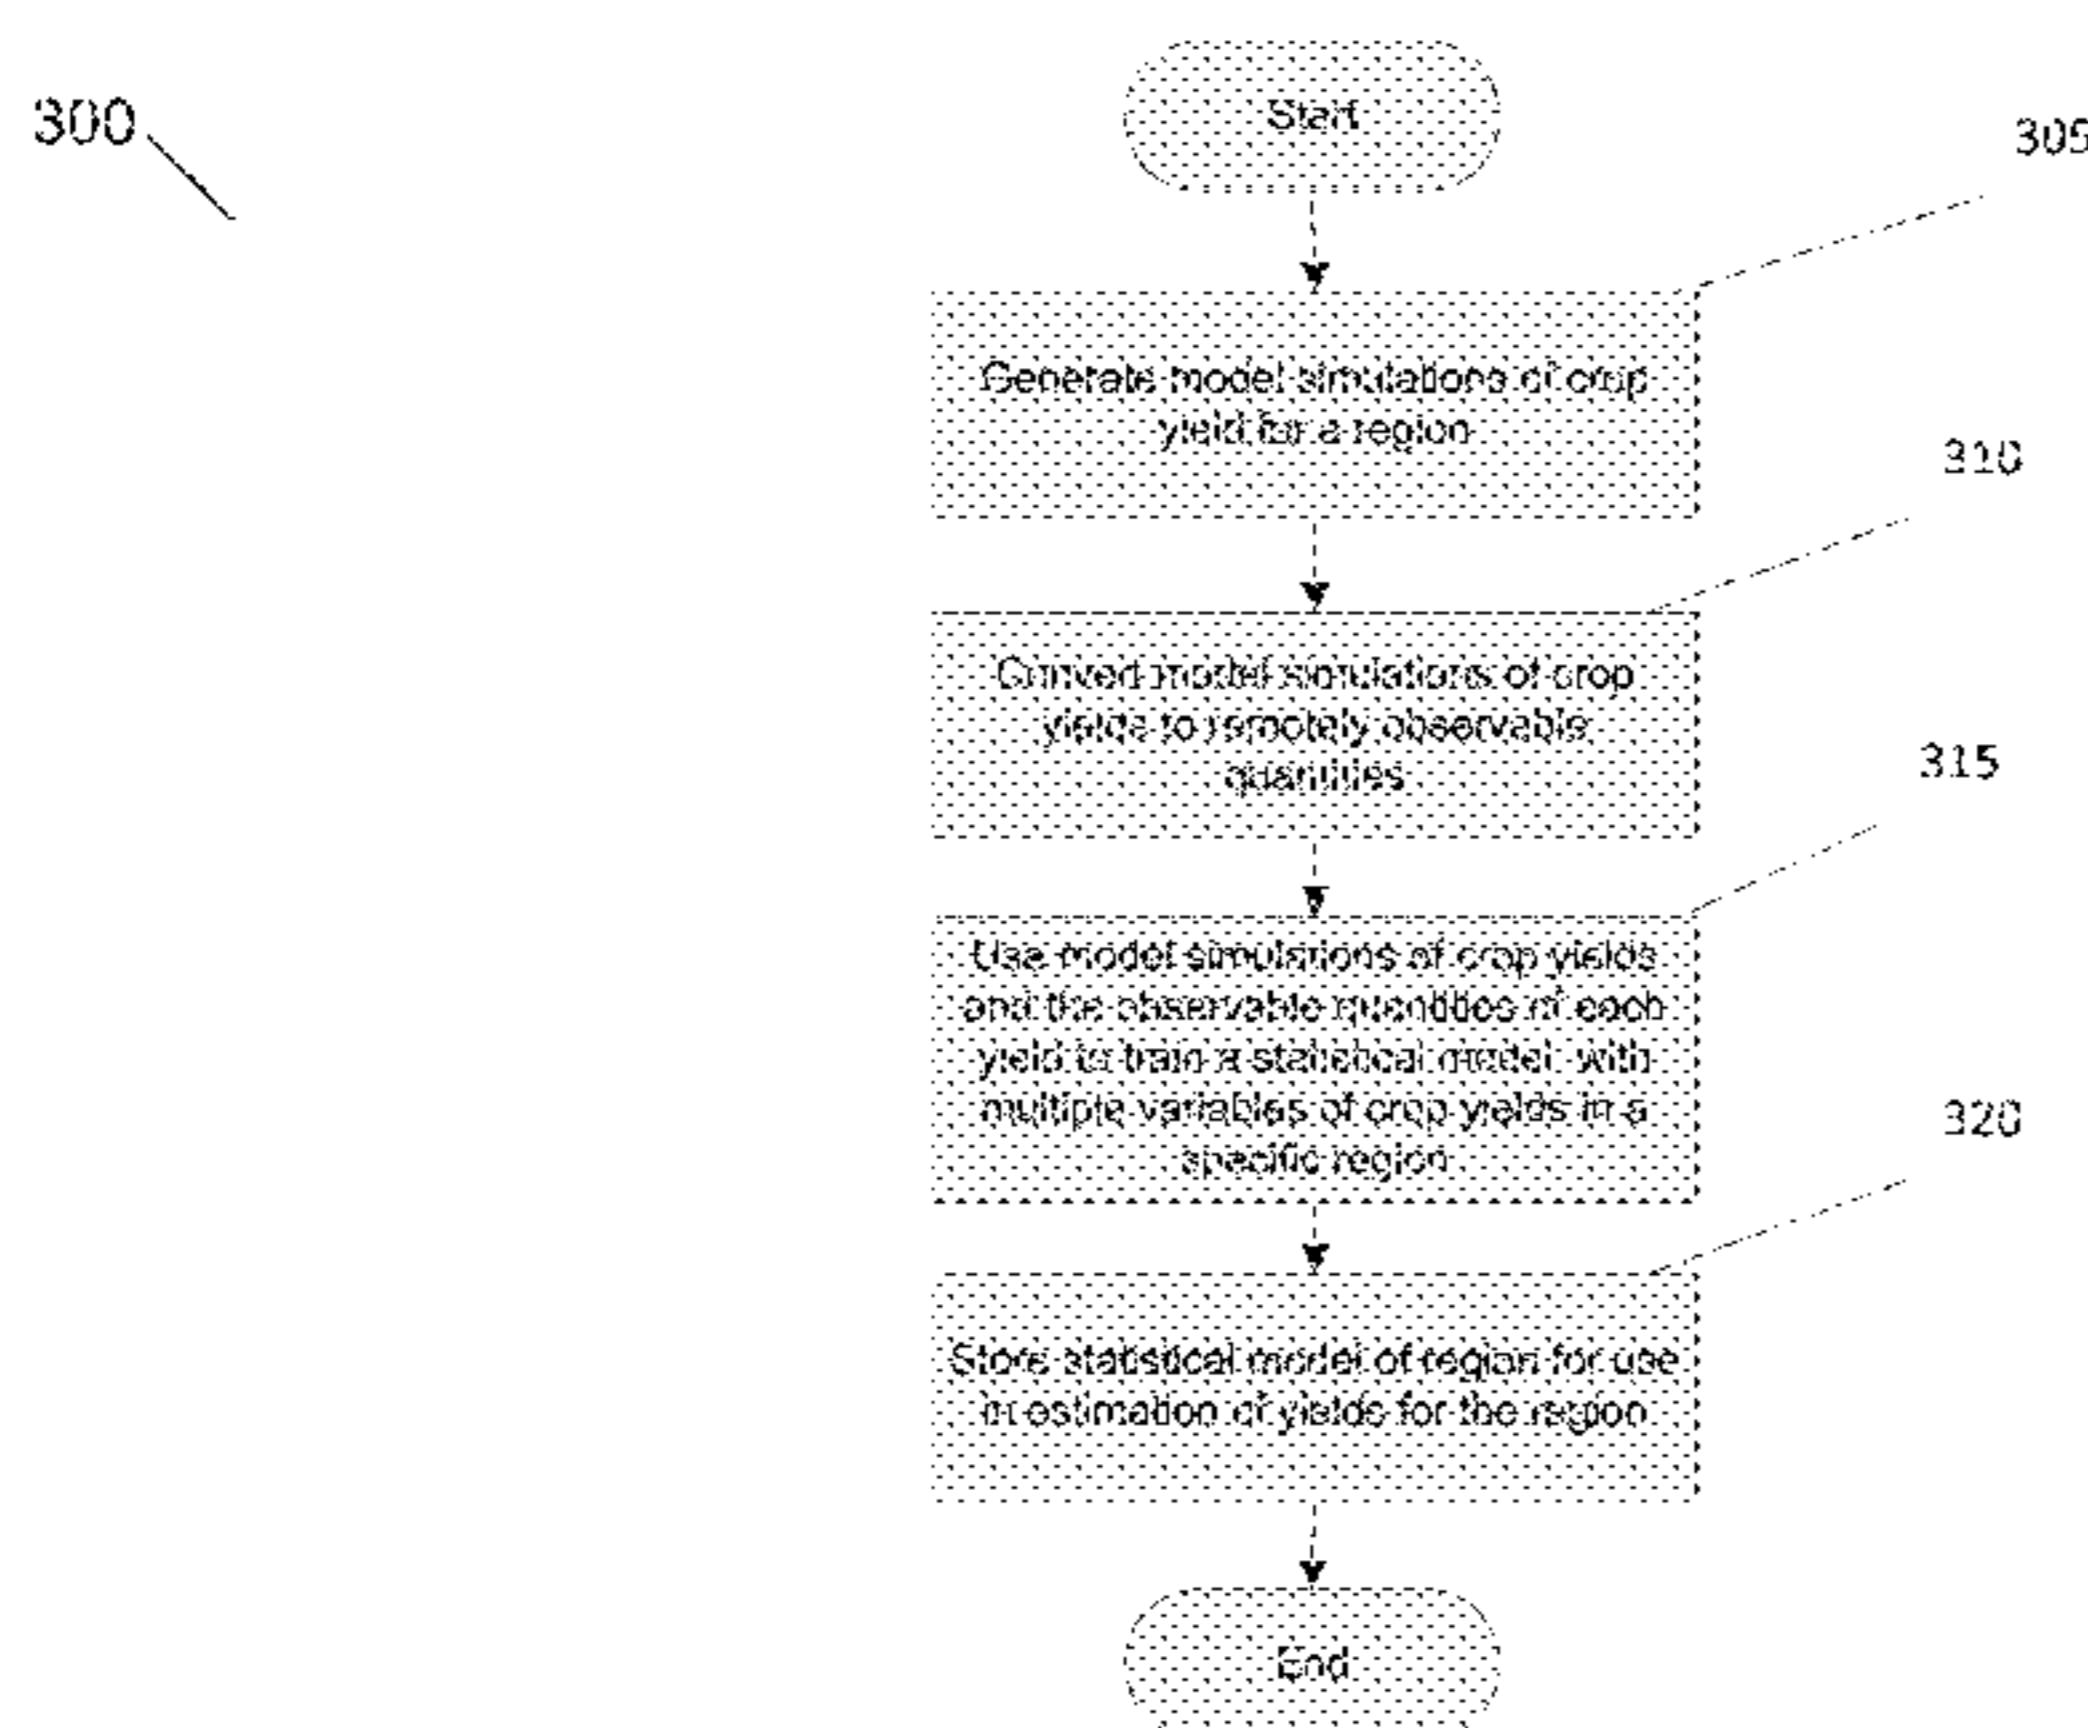 300
Start
305
Generate model simulations of crop
yield for a region
310
model simulations of crop
yields to remotely observable
quantities
315
Use model simulations of crop yields
and the observable quantities of each
yield to train a statistical model with
multiple variables of crop yields in a
specific region
320
Store statistical model of region for use
in estimation of yields for the region
End